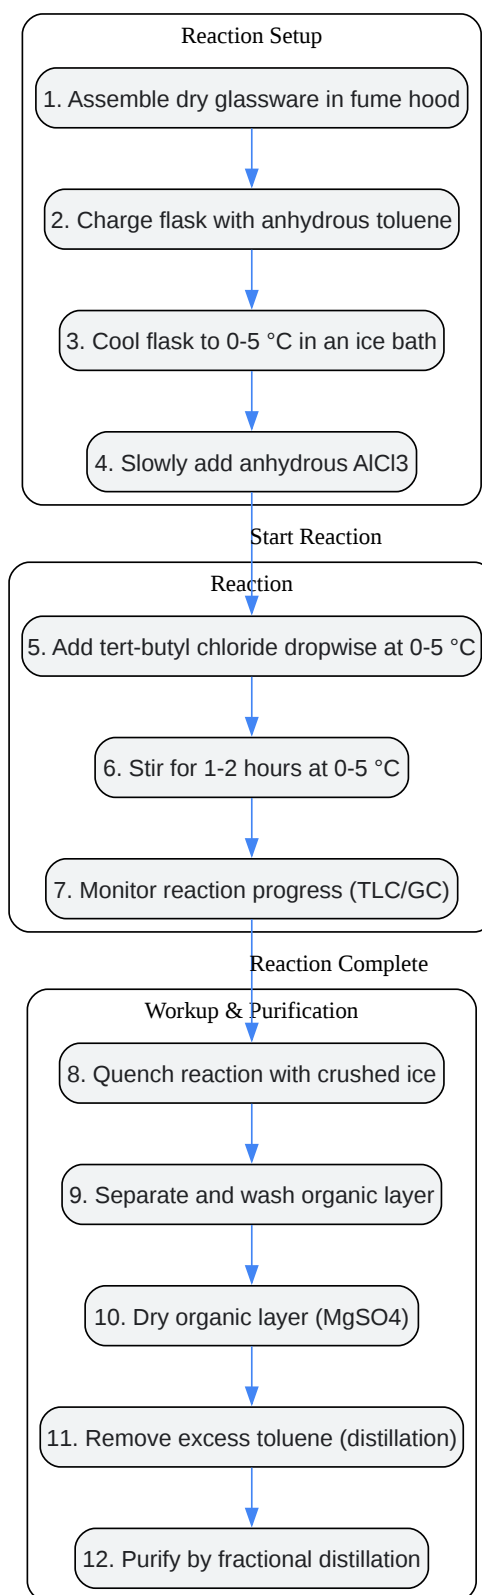 Reaction Setup
1. Assemble dry glassware in fume hood
2. Charge flask with anhydrous toluene
3. Cool flask to 0-5 °C in an ice bath
4. Slowly add anhydrous AlCl3
Start Reaction
Reaction
5. Add tert-butyl chloride dropwise at 0-5 °C
6. Stir for 1-2 hours at 0-5 °C
7. Monitor reaction progress (TLC/GC)
Reaction Complete
Workup & Purification
8. Quench reaction with crushed ice
9. Separate and wash organic layer
10. Dry organic layer (MgSO4)
11. Remove excess toluene (distillation)
12. Purify by fractional distillation